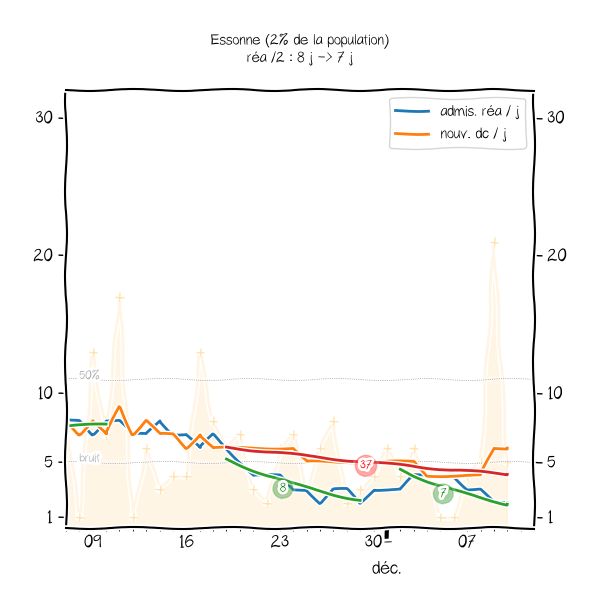 Essonne (2% de la population)
réa /2 : 8 j -> 7 j
admis. réa / j
nouv. dc / j
30 30
20 20
50%
10 10
bruit
5 5
37
8 7
1 1
09 16 23 30 07
déc.